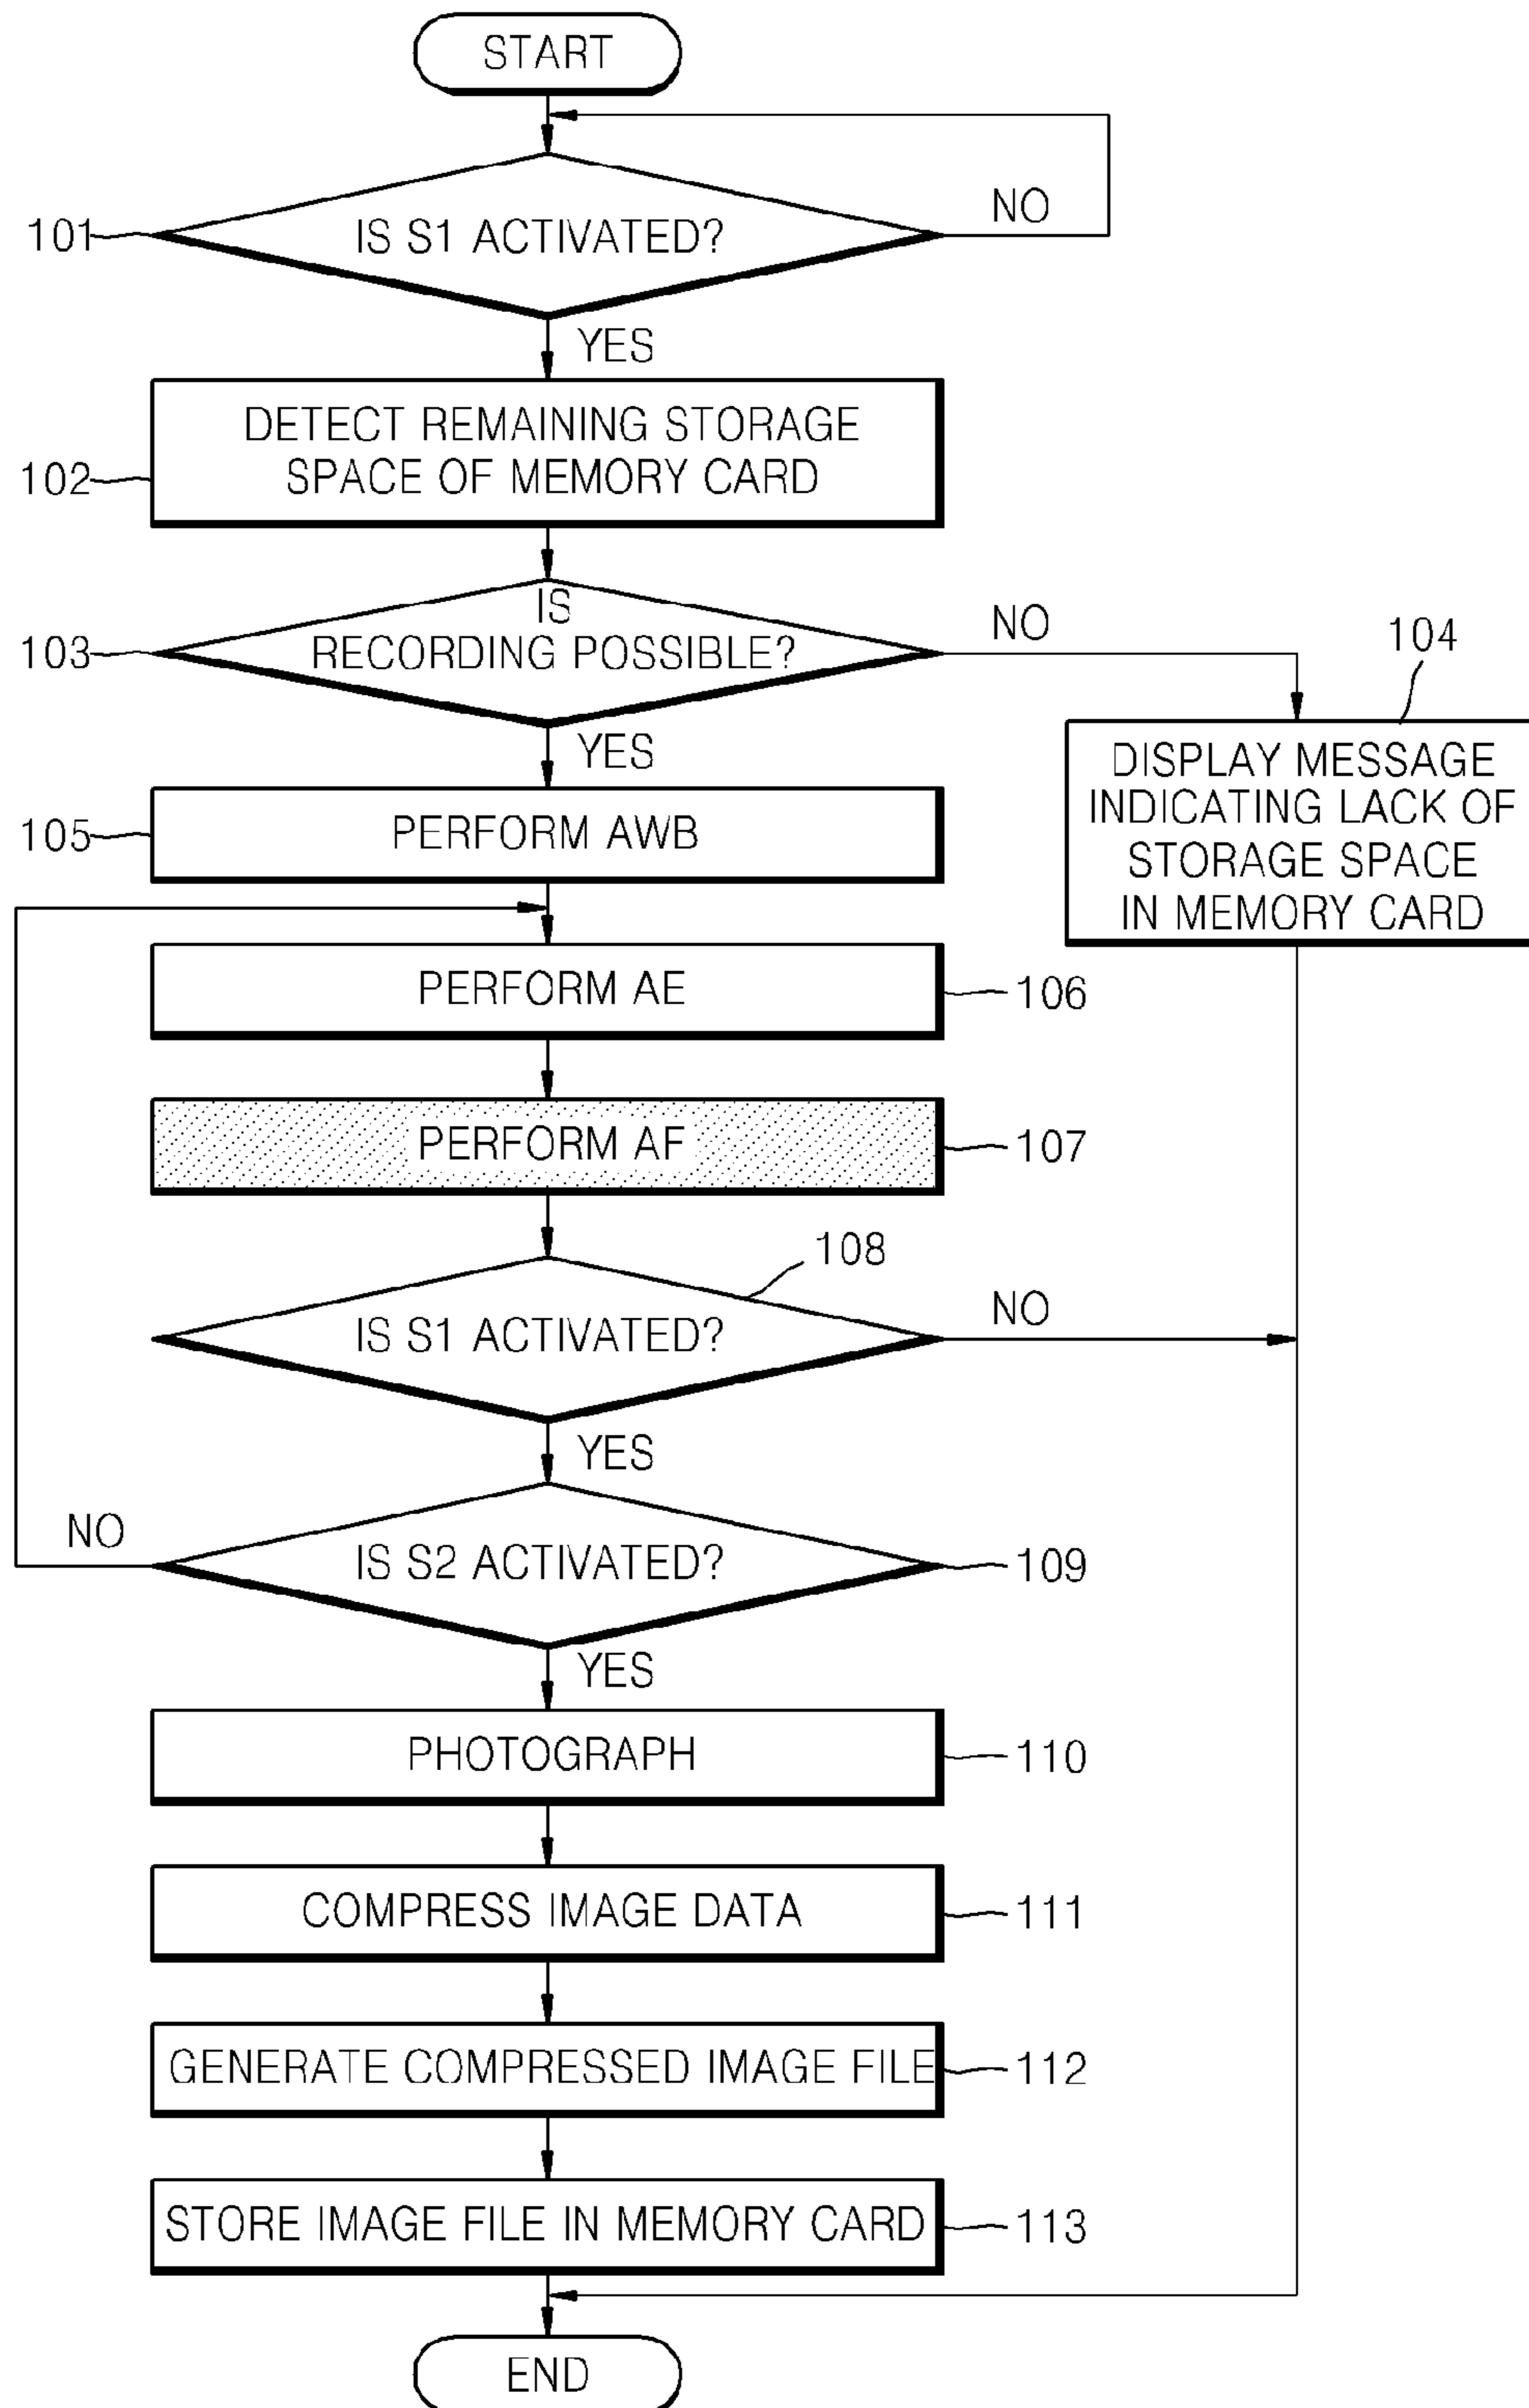 START
101
IS S1 ACTIVATED?
NO
YES
102
DETECT REMAINING STORAGE
SPACE OF MEMORY CARD
103
IS
RECORDING POSSIBLE?
NO
YES
104
DISPLAY MESSAGE
INDICATING LACK OF
STORAGE SPACE
IN MEMORY CARD
105
PERFORM AWB
PERFORM AE
106
PERFORM AF
107
108
IS S1 ACTIVATED?
NO
YES
NO
IS S2 ACTIVATED?
109
YES
PHOTOGRAPH
110
COMPRESS IMAGE DATA
111
GENERATE COMPRESSED IMAGE FILE
112
STORE IMAGE FILE IN MEMORY CARD
113
END